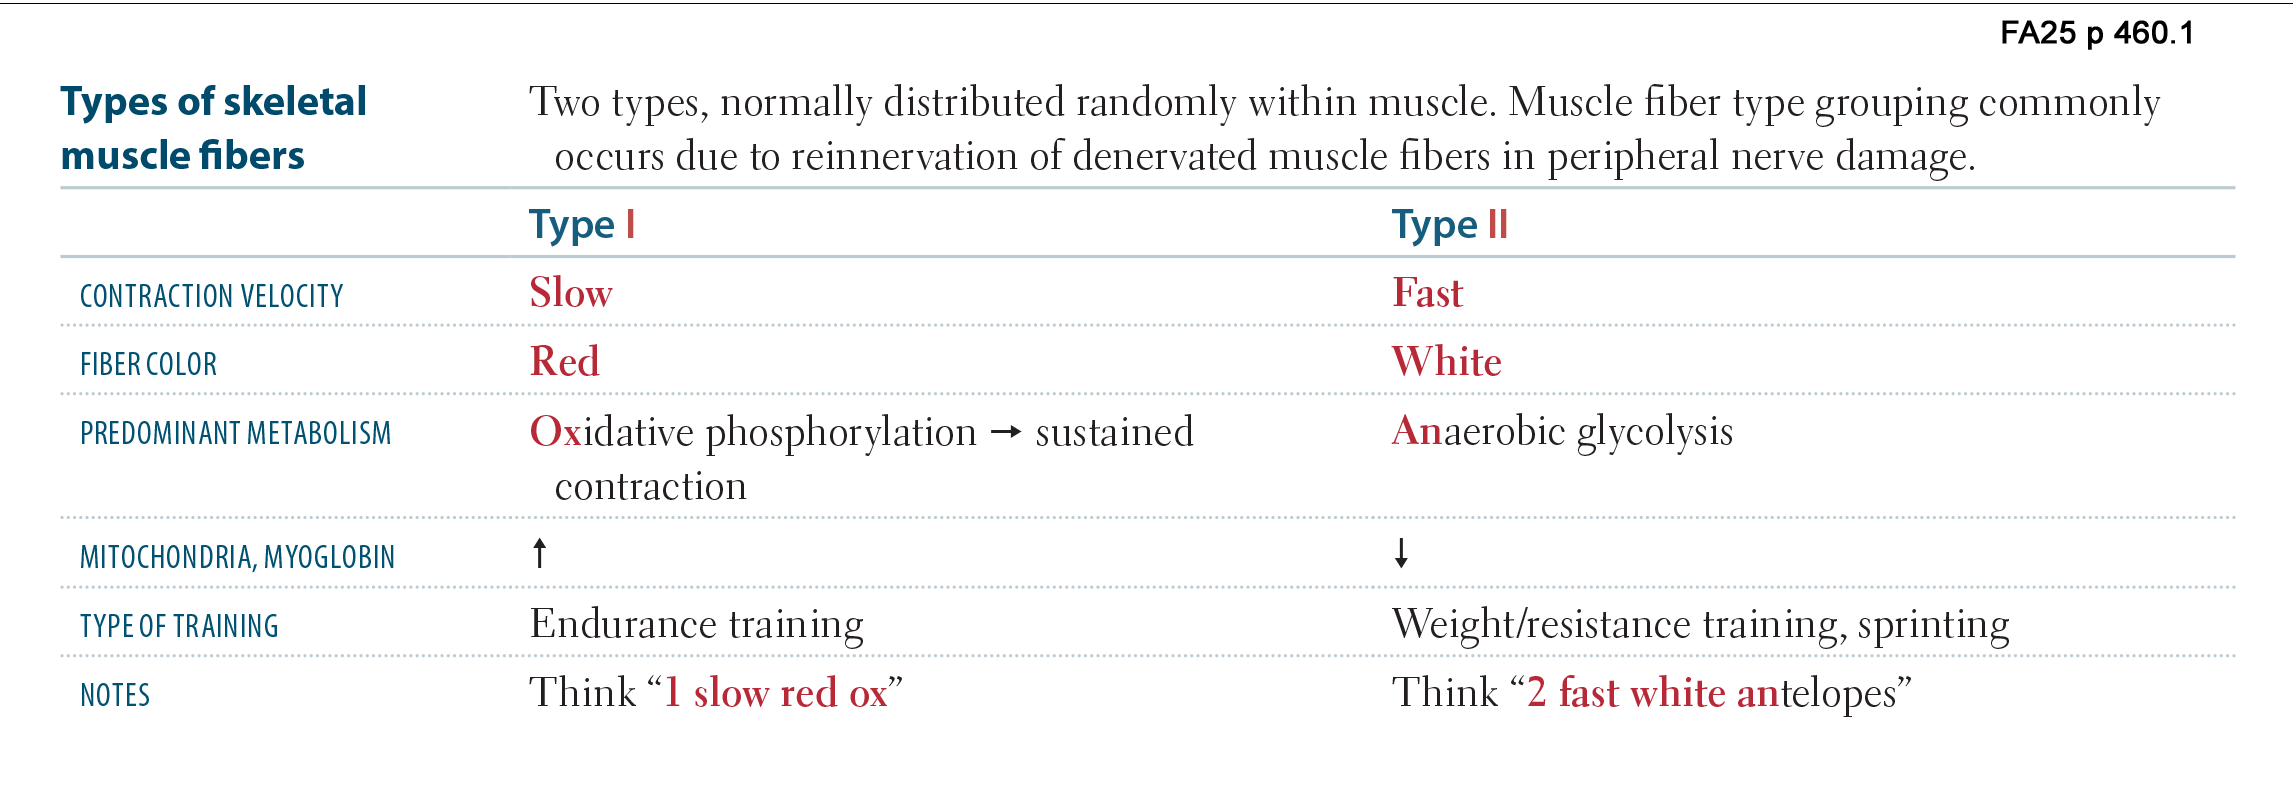 FA25 p 460.1
Types of skeletal
muscle fibers
Two types, normally distributed randomly within muscle. Muscle fiber type grouping commonly
occurs due to reinnervation of denervated muscle fibers in peripheral nerve damage.
Type I
Type II
CONTRACTION VELOCITY
Slow
Fast
FIBER COLOR
Red
White
PREDOMINANT METABOLISM
Oxidative phosphorylation → sustained
contraction
Anaerobic glycolysis
MITOCHONDRIA, MYOGLOBIN
↑
↓
TYPE OF TRAINING
Endurance training
Weight/resistance training, sprinting
NOTES
Think “1 slow red ox”
Think “2 fast white antelopes”